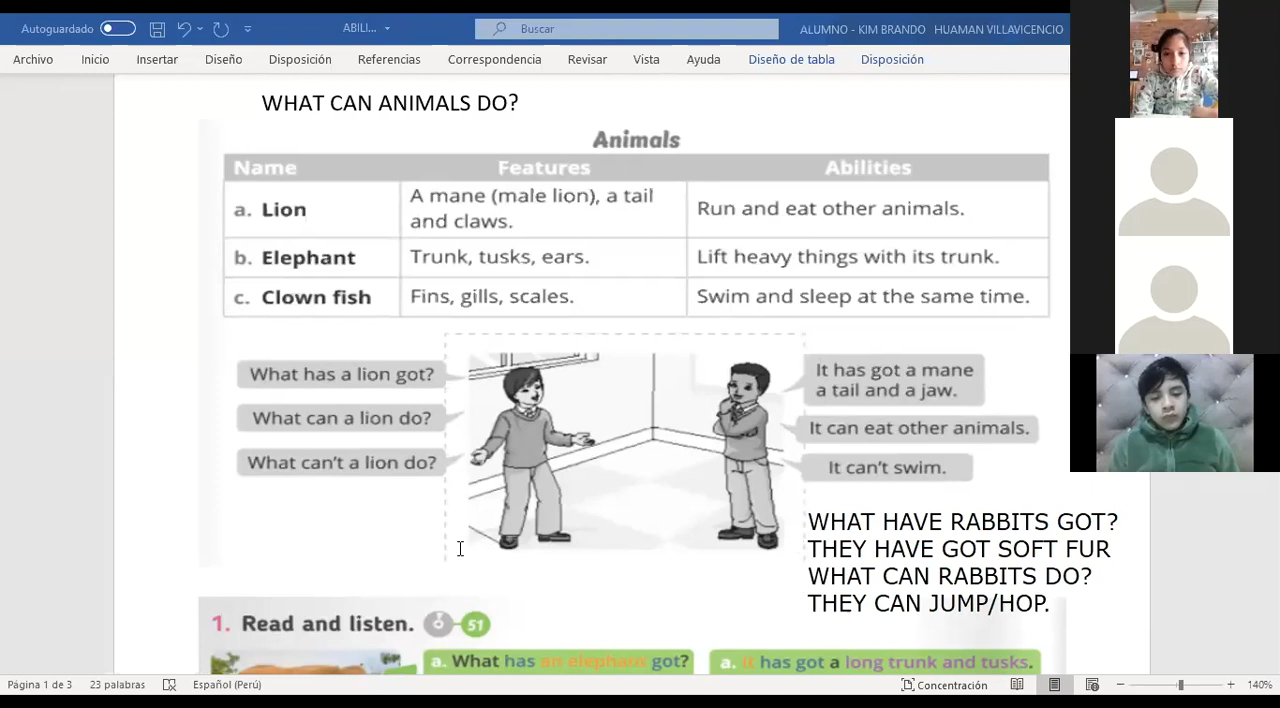 Autoguardado
ABILI...
Buscar
ALUMNO - KIM BRANDO HUAMAN VILLAVICENCIO
Archivo Inicio Insertar Diseño Disposición Referencias Correspondencia Revisar Vista Ayuda Diseño de tabla Disposición
WHAT CAN ANIMALS DO?
Animals
Name Features Abilities
a. Lion
A mane (male lion), a tail
and claws.
Run and eat other animals.
b. Elephant Trunk, tusks, ears. Lift heavy things with its trunk.
c. Clown fish Fins, gills, scales. Swim and sleep at the same time.
What has a lion got?
What can a lion do?
What can't a lion do?
It has got a mane
a tail and a jaw.
It can eat other animals.
It can't swim.
WHAT HAVE RABBITS GOT?
THEY HAVE GOT SOFT FUR
WHAT CAN RABBITS DO?
THEY CAN JUMP/HOP.
1. Read and listen. 51
a. What has an elephant got?
a. It has got a long trunk and tusks.
Página 1 de 3 23 palabras Español (Perú) Concentración 140%